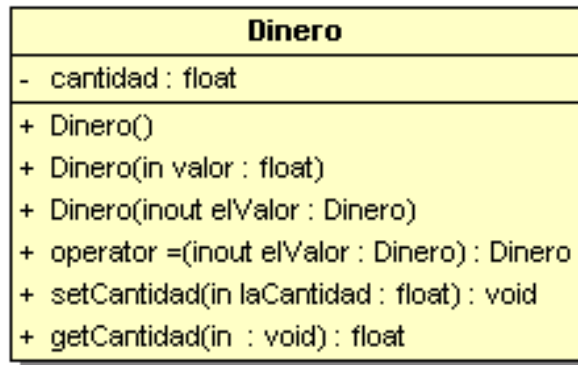 Dinero
- cantidad : float
+ Dinero()
+ Dinero(in valor : float)
+ Dinero(inout elValor : Dinero)
+ operator =(inout elValor : Dinero) : Dinero
+ setCantidad(in laCantidad : float) : void
+ getCantidad(in : void) : float